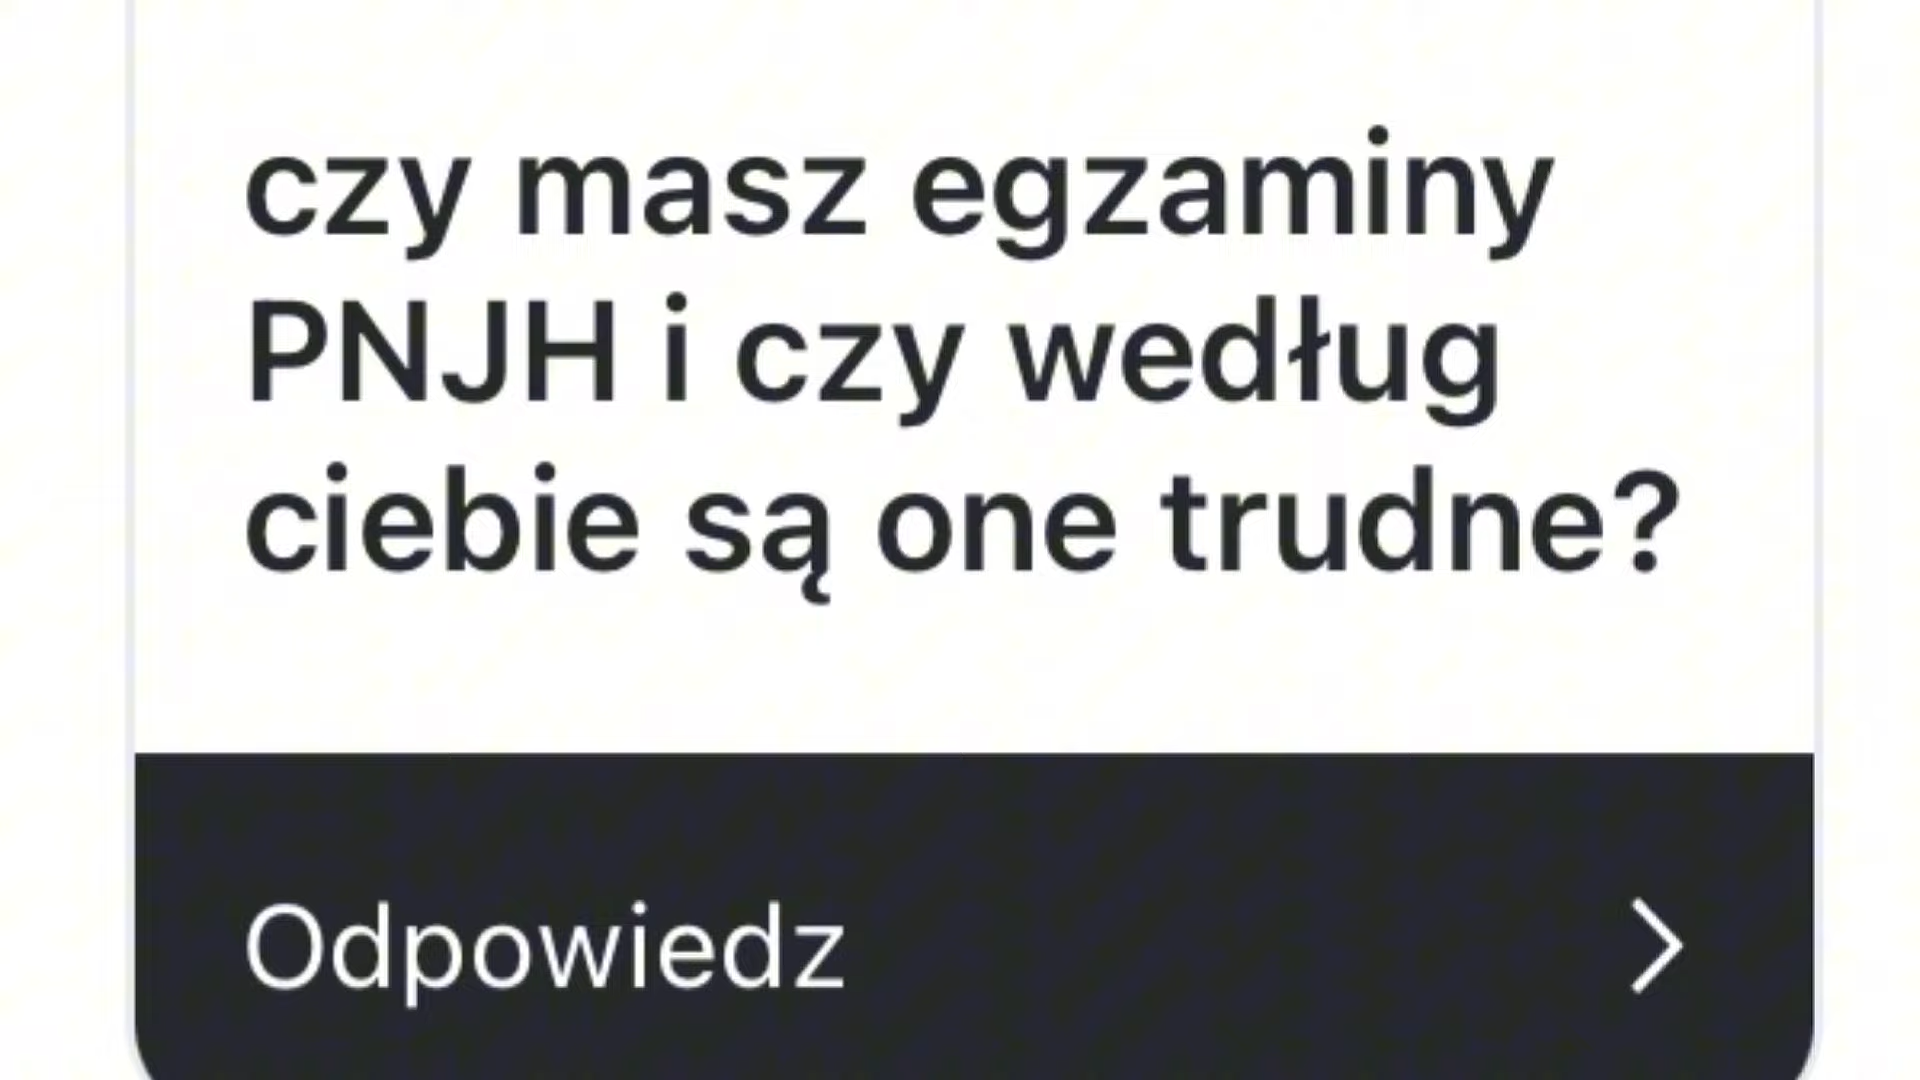 czy masz egzaminy
PNJH i czy według
ciebie są one trudne?
Odpowiedz